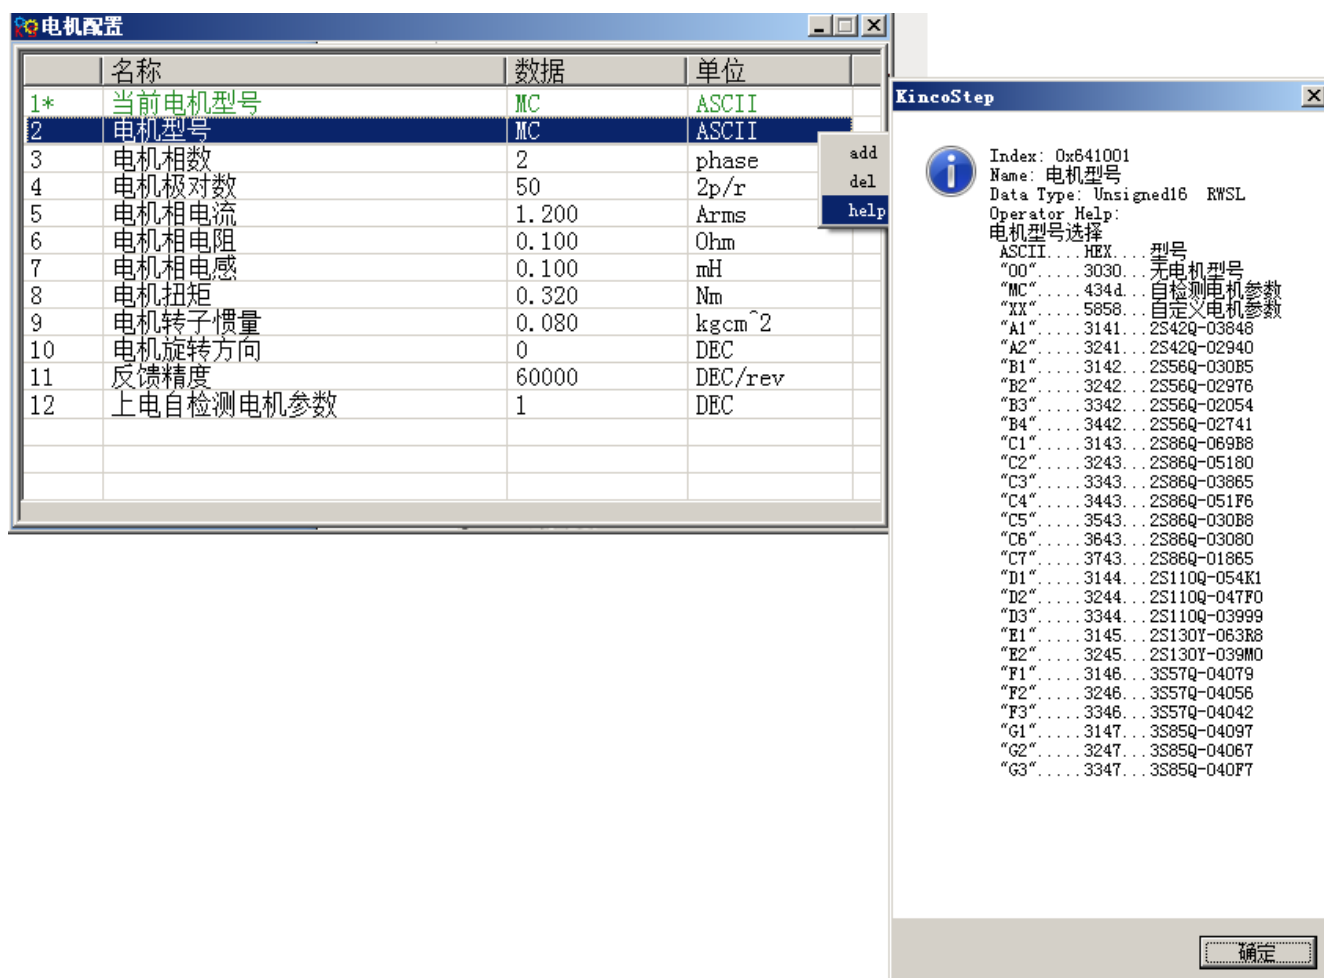 电机配置
名称 数据 单位
1* 当前电机型号 MC ASCII
2 电机型号 MC ASCII
3 电机相数 2 phase
4 电机极对数 50 2p/r
5 电机相电流 1.200 Arms
6 电机相电阻 0.100 Ohm
7 电机相电感 0.100 mH
8 电机扭矩 0.320 Nm
9 电机转子惯量 0.080 kgcm^2
10 电机旋转方向 0 DEC
11 反馈精度 60000 DEC/rev
12 上电自检测电机参数 1 DEC
add
del
help
KincoStep
Index: 0x641001
Name: 电机型号
Data Type: Unsigned16 RWSL
Operator Help:
电机型号选择
ASCII....HEX....型号
"00".....3030...无电机型号
"MC".....434d...自检测电机参数
"XX".....5858...自定义电机参数
"A1".....3141...2S42Q-03848
"A2".....3241...2S42Q-02940
"B1".....3142...2S56Q-030B5
"B2".....3242...2S56Q-02976
"B3".....3342...2S56Q-02054
"B4".....3442...2S56Q-02741
"C1".....3143...2S86Q-069B8
"C2".....3243...2S86Q-05180
"C3".....3343...2S86Q-03865
"C4".....3443...2S86Q-051F6
"C5".....3543...2S86Q-030B8
"C6".....3643...2S86Q-03080
"C7".....3743...2S86Q-01865
"D1".....3144...2S110Q-054K1
"D2".....3244...2S110Q-047F0
"D3".....3344...2S110Q-03999
"E1".....3145...2S130Y-063R8
"E2".....3245...2S130Y-039M0
"F1".....3146...3S57Q-04079
"F2".....3246...3S57Q-04056
"F3".....3346...3S57Q-04042
"G1".....3147...3S85Q-04097
"G2".....3247...3S85Q-04067
"G3".....3347...3S85Q-040F7
确定